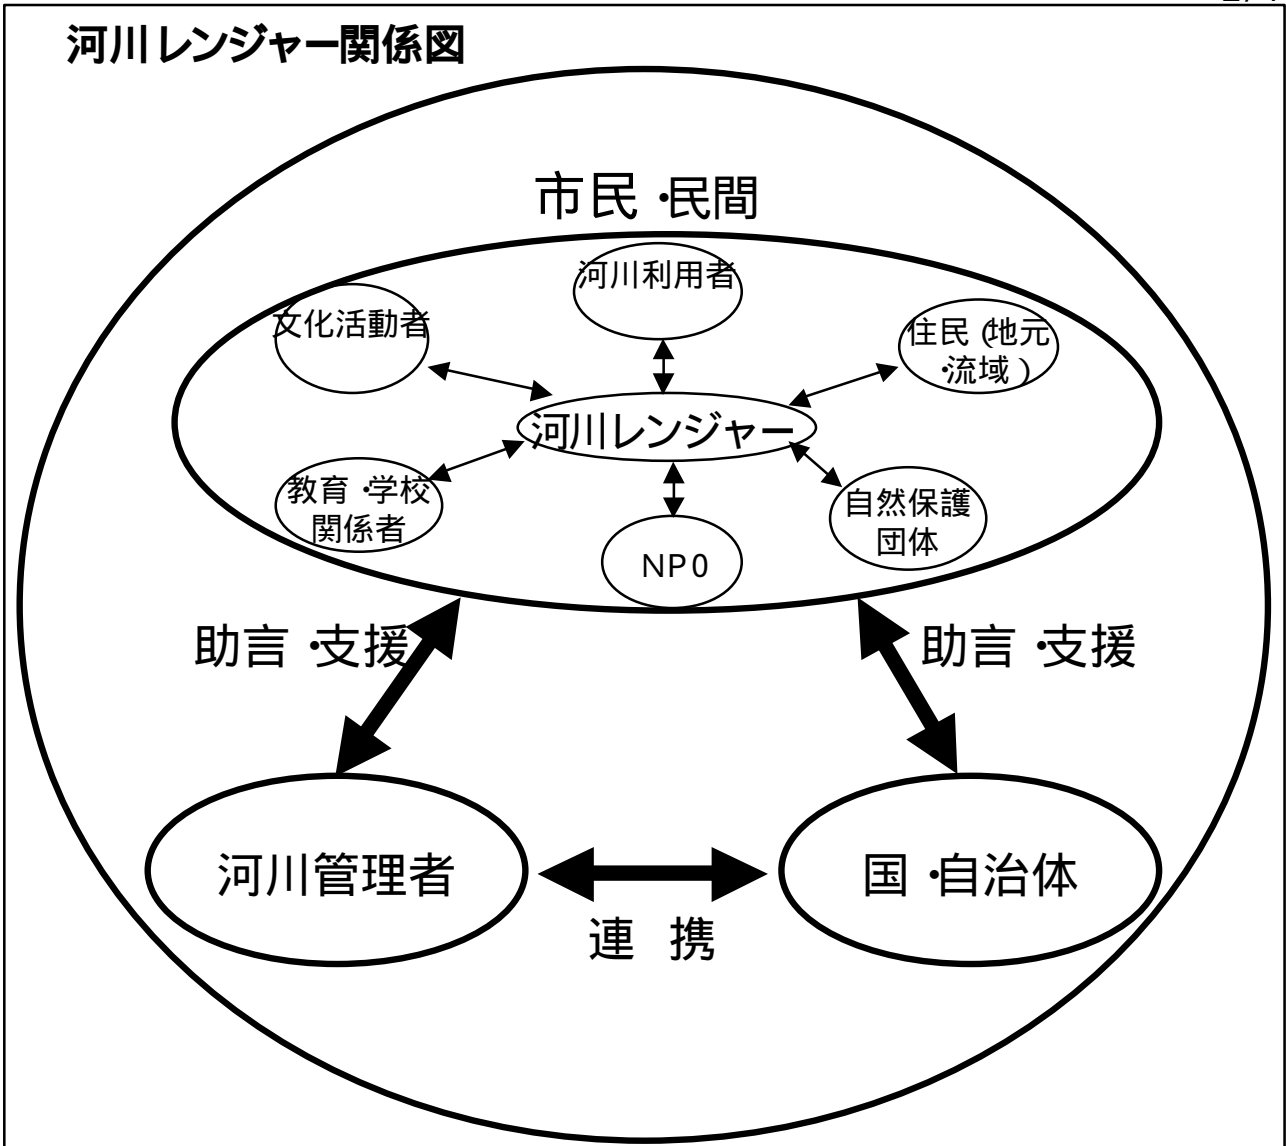 河川レンジャー関係図
市民・民間
河川利用者
文化活動者
住民（地元
・流域）
河川レンジャー
教育・学校
関係者
自然保護
団体
NPO
助言・支援
助言・支援
河川管理者
国・自治体
連 携